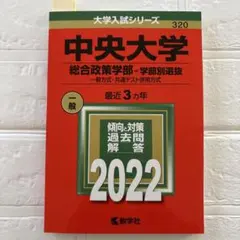 大学入試シリーズ
320
中央大学
総合政策学部-学部別選抜
一般方式・共通テスト併用方式
最近3カ年
一般
傾向と対策
過去問
解答
2022
教学社